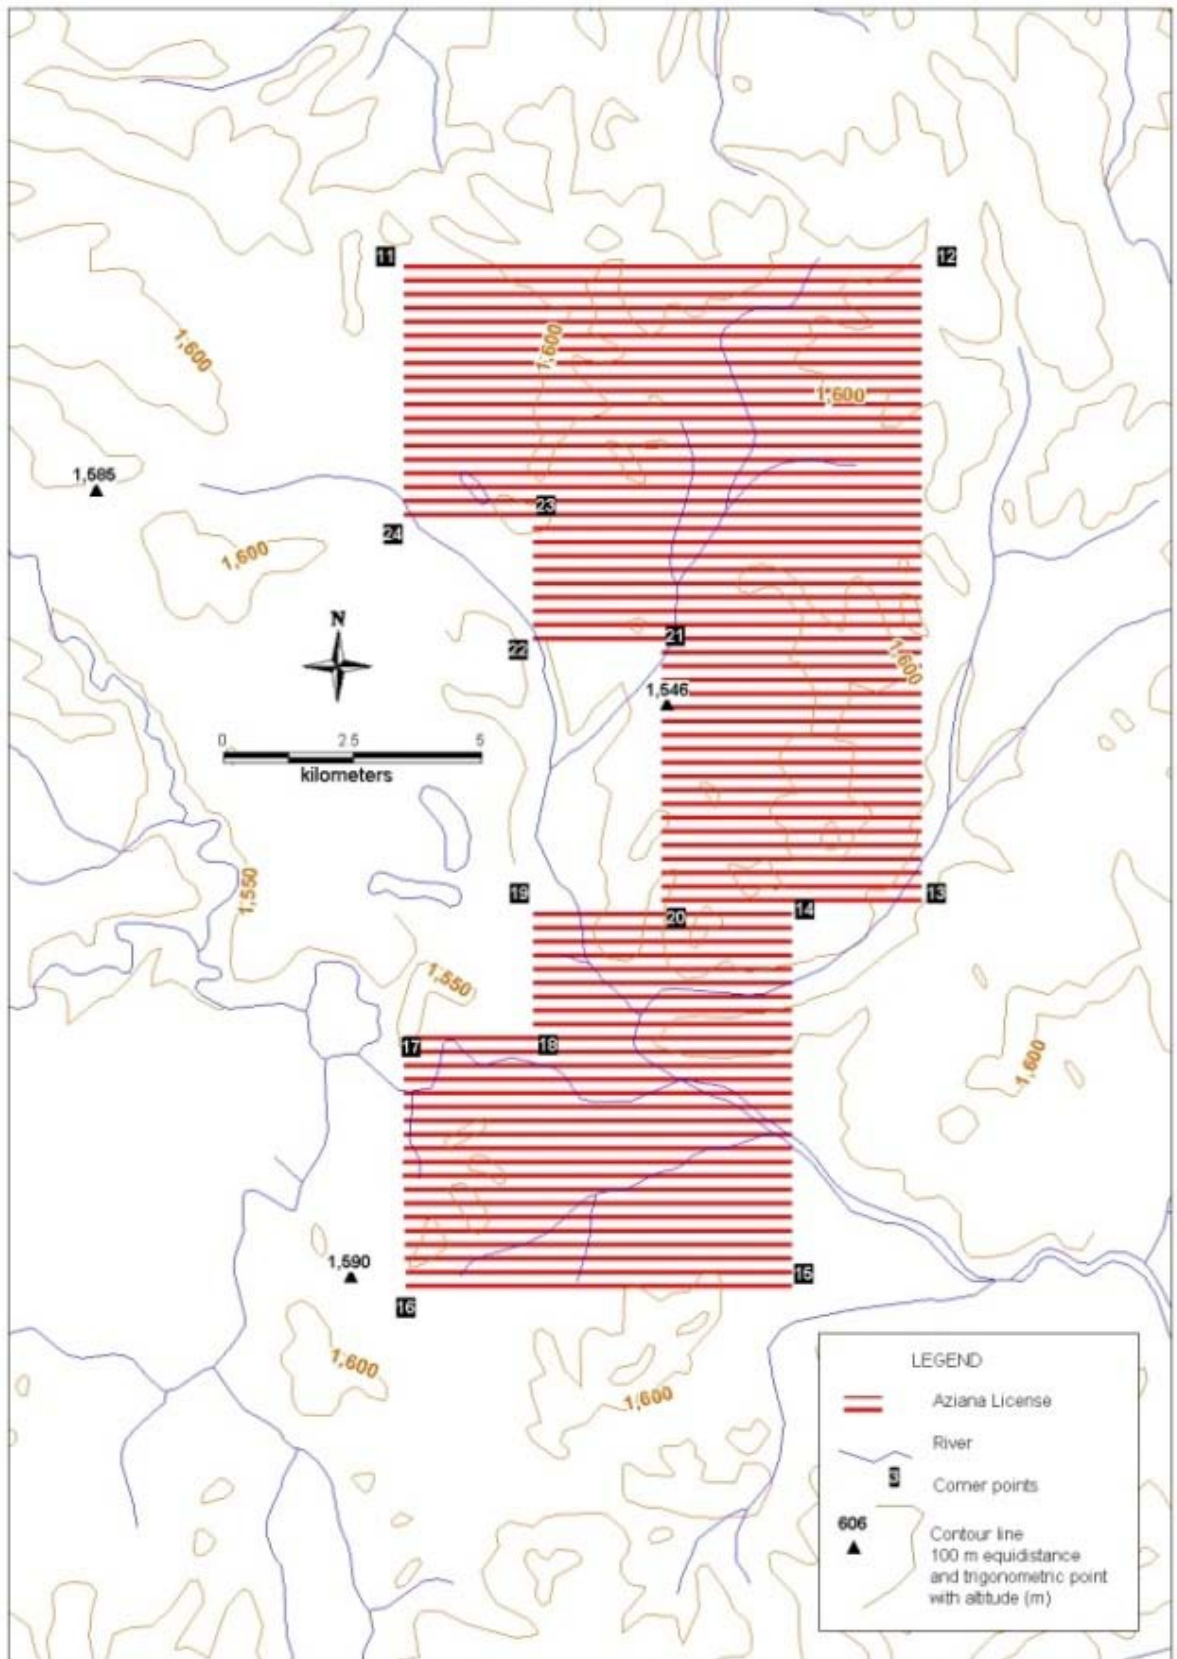 11
12
1,600
1,600
1,600
1,585
23
24
1,600
N
22
21
1,600
1,546
0 2.5 5
kilometers
1,550
19
13
20
14
1,550
17
18
1,600
1,590
15
16
1,600
1,600
LEGEND
Aziana License
River
3
Corner points
606
Contour line
100 m equidistance
and trigonometric point
with altitude (m)